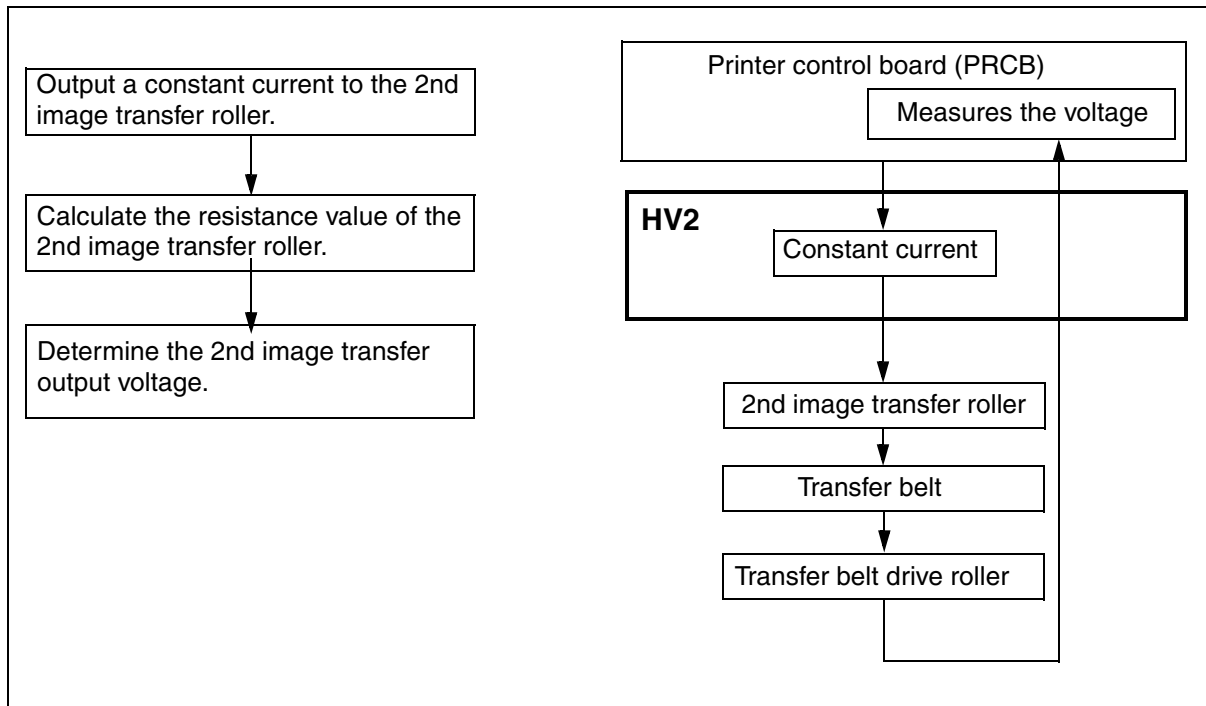 Output a constant current to the 2nd
image transfer roller.
Calculate the resistance value of the
2nd image transfer roller.
Determine the 2nd image transfer
output voltage.
Printer control board (PRCB)
Measures the voltage
HV2
Constant current
2nd image transfer roller
Transfer belt
Transfer belt drive roller